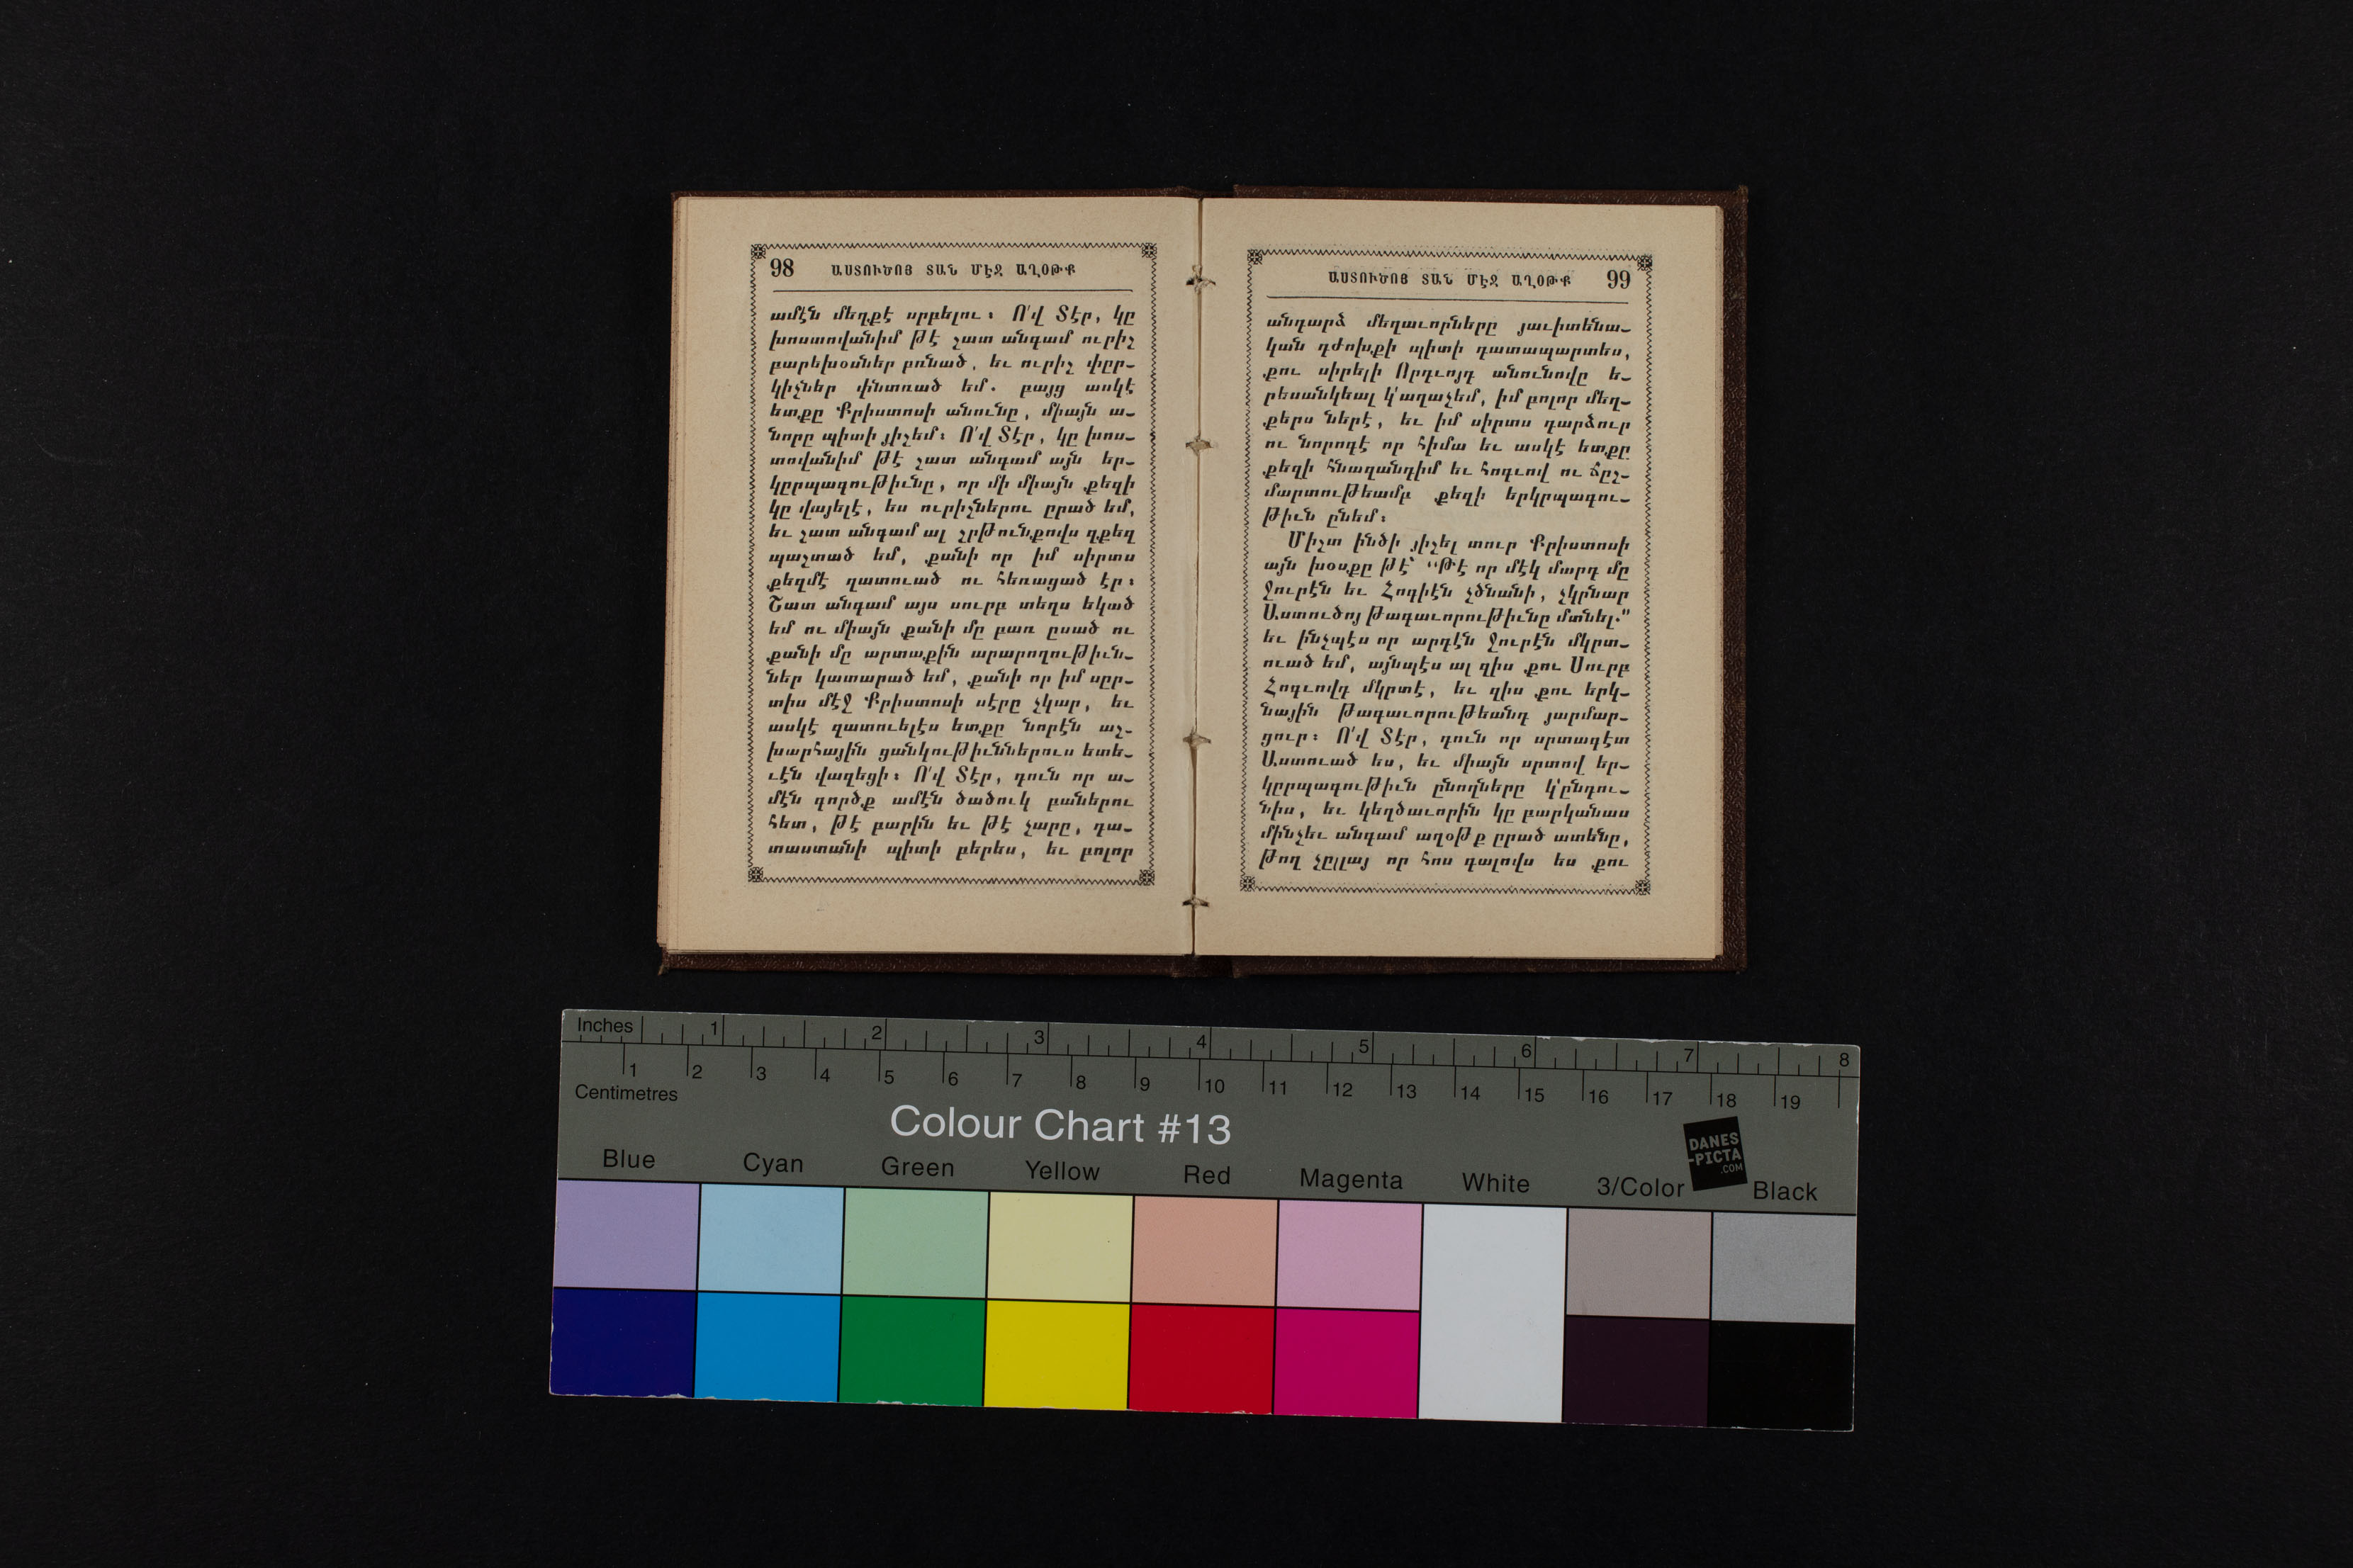 98 ԱՍՏՈՒԾՈՅ ՏԱՆ ՄԷՋ ԱՂՕԹՔ
ամէն մեղքէ սրբելու։ Ո՛վ Տէր, կը
խոստովանիմ թէ շատ անգամ ուրիշ
բարեխօսներ բռնած, եւ ուրիշ փըր–
կիչներ փնտռած եմ. բայց ասկէ
ետքը Քրիստոսի անունը, միայն ա–
նորը պիտի յիշեմ։ Ո՛վ Տէր, կը խոս–
տովանիմ թէ շատ անգամ այն եր–
կըրպագութիւնը, որ մի միայն քեզի
կը վայելէ, ես ուրիշներու ըրած եմ,
եւ շատ անգամ ալ շրթունքովս զքեզ
պաշտած եմ, քանի որ իմ սիրտս
քեզմէ զատուած ու հեռացած էր։
Շատ անգամ այս սուրբ տեղս եկած
եմ ու միայն քանի մը բառ ըսած ու
քանի մը արտաքին արարողութիւն–
ներ կատարած եմ, քանի որ իմ սըր–
տիս մէջ Քրիստոսի սէրը չկար, եւ
ասկէ զատուելէս ետքը նորէն աշ–
խարհային ցանկութիւններուս ետե–
ւէն վազեցի։ Ո՛վ Տէր, դուն որ ա–
մէն գործք ամէն ծածուկ բաներու
հետ, թէ բարին եւ թէ չարը, դա–
տաստանի պիտի բերես, եւ բոլոր
ԱՍՏՈՒԾՈՅ ՏԱՆ ՄԷՋ ԱՂՕԹՔ 99
անդարձ մեղաւորները յաւիտենա–
կան դժոխքի պիտի դատապարտես,
քու սիրելի Որդւոյդ անունովը ե–
րեսանկեալ կ՚աղաչեմ, իմ բոլոր մեղ–
քերս ներէ, եւ իմ սիրտս դարձուր
ու նորոգէ որ հիմա եւ ասկէ ետքը
քեզի հնազանդիմ եւ հոգւով ու ճըշ–
մարտութեամբ քեզի երկրպագու–
թիւն ընեմ։
Միշտ ինծի յիշել տուր Քրիստոսի
այն խօսքը թէ՝ “Թէ որ մէկ մարդ մը
ջուրէն եւ Հոգիէն չծնանի, չկրնար
Աստուծոյ թագաւորութիւնը մտնել.”
եւ ինչպէս որ արդէն ջուրէն մկրտ–
ուած եմ, այնպէս ալ զիս քու Սուրբ
Հոգւովդ մկրտէ, եւ զիս քու երկ–
նային թագաւորութեանդ յարմար–
ցուր։ Ո՛վ Տէր, դուն որ սրտագէտ
Աստուած ես, եւ միայն սրտով եր–
կըրպագութիւն ընողները կ՚ընդու–
նիս, եւ կեղծաւորին կը բարկանաս
մինչեւ անգամ աղօթք ըրած ատենը,
թող չըլլայ որ հոս գալովս ես քու
Inches 1 2 3 4 5 6 7 8
1 2 3 4 5 6 7 8 9 10 11 12 13 14 15 16 17 18 19
Centimetres
Colour Chart #13
DANES
-PICTA
.COM
Blue Cyan Green Yellow Red Magenta White 3/Color Black